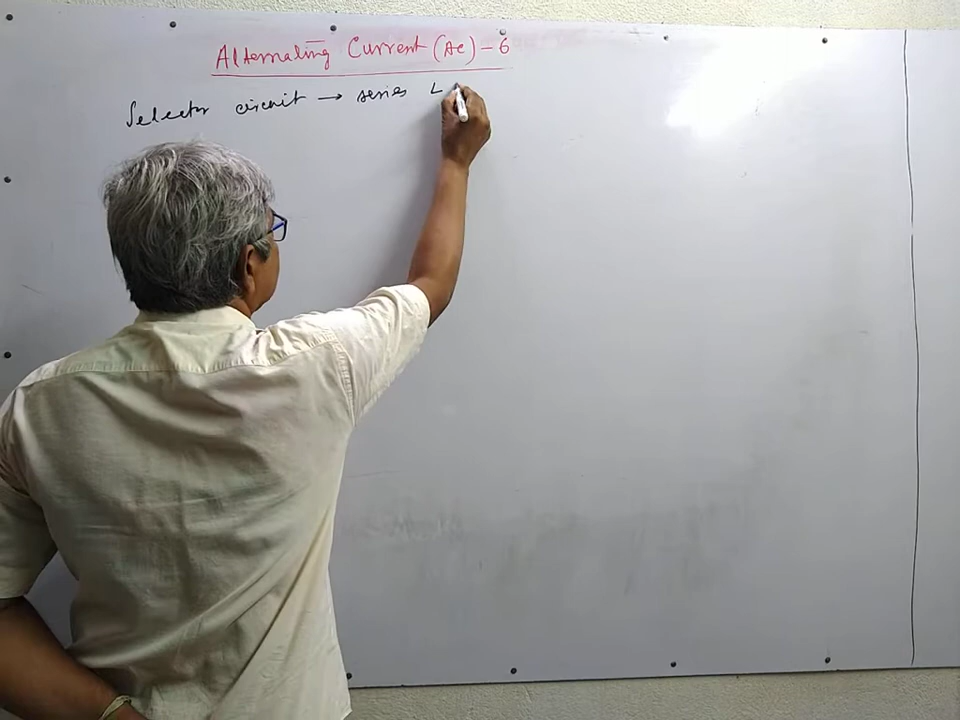 Alternating Current (AC) - 6
Selector circuit → series L